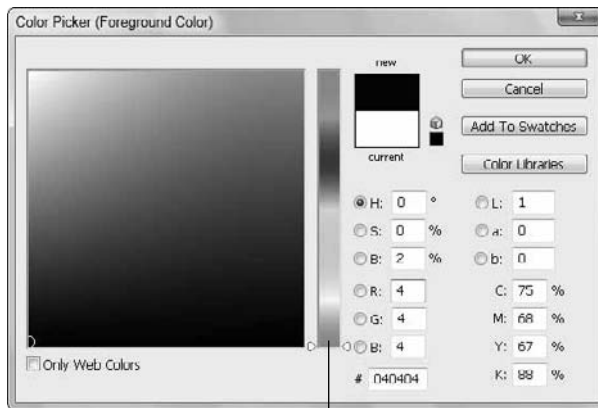 Color Picker (Foreground Color)
new
current
OK
Cancel
Add To Swatches
Color Libraries
H: 0 °
S: 0 %
B: 2 %
R: 4
G: 4
B: 4
# 040404
L: 1
a: 0
b: 0
C: 75 %
M: 68 %
Y: 67 %
K: 88 %
Only Web Colors